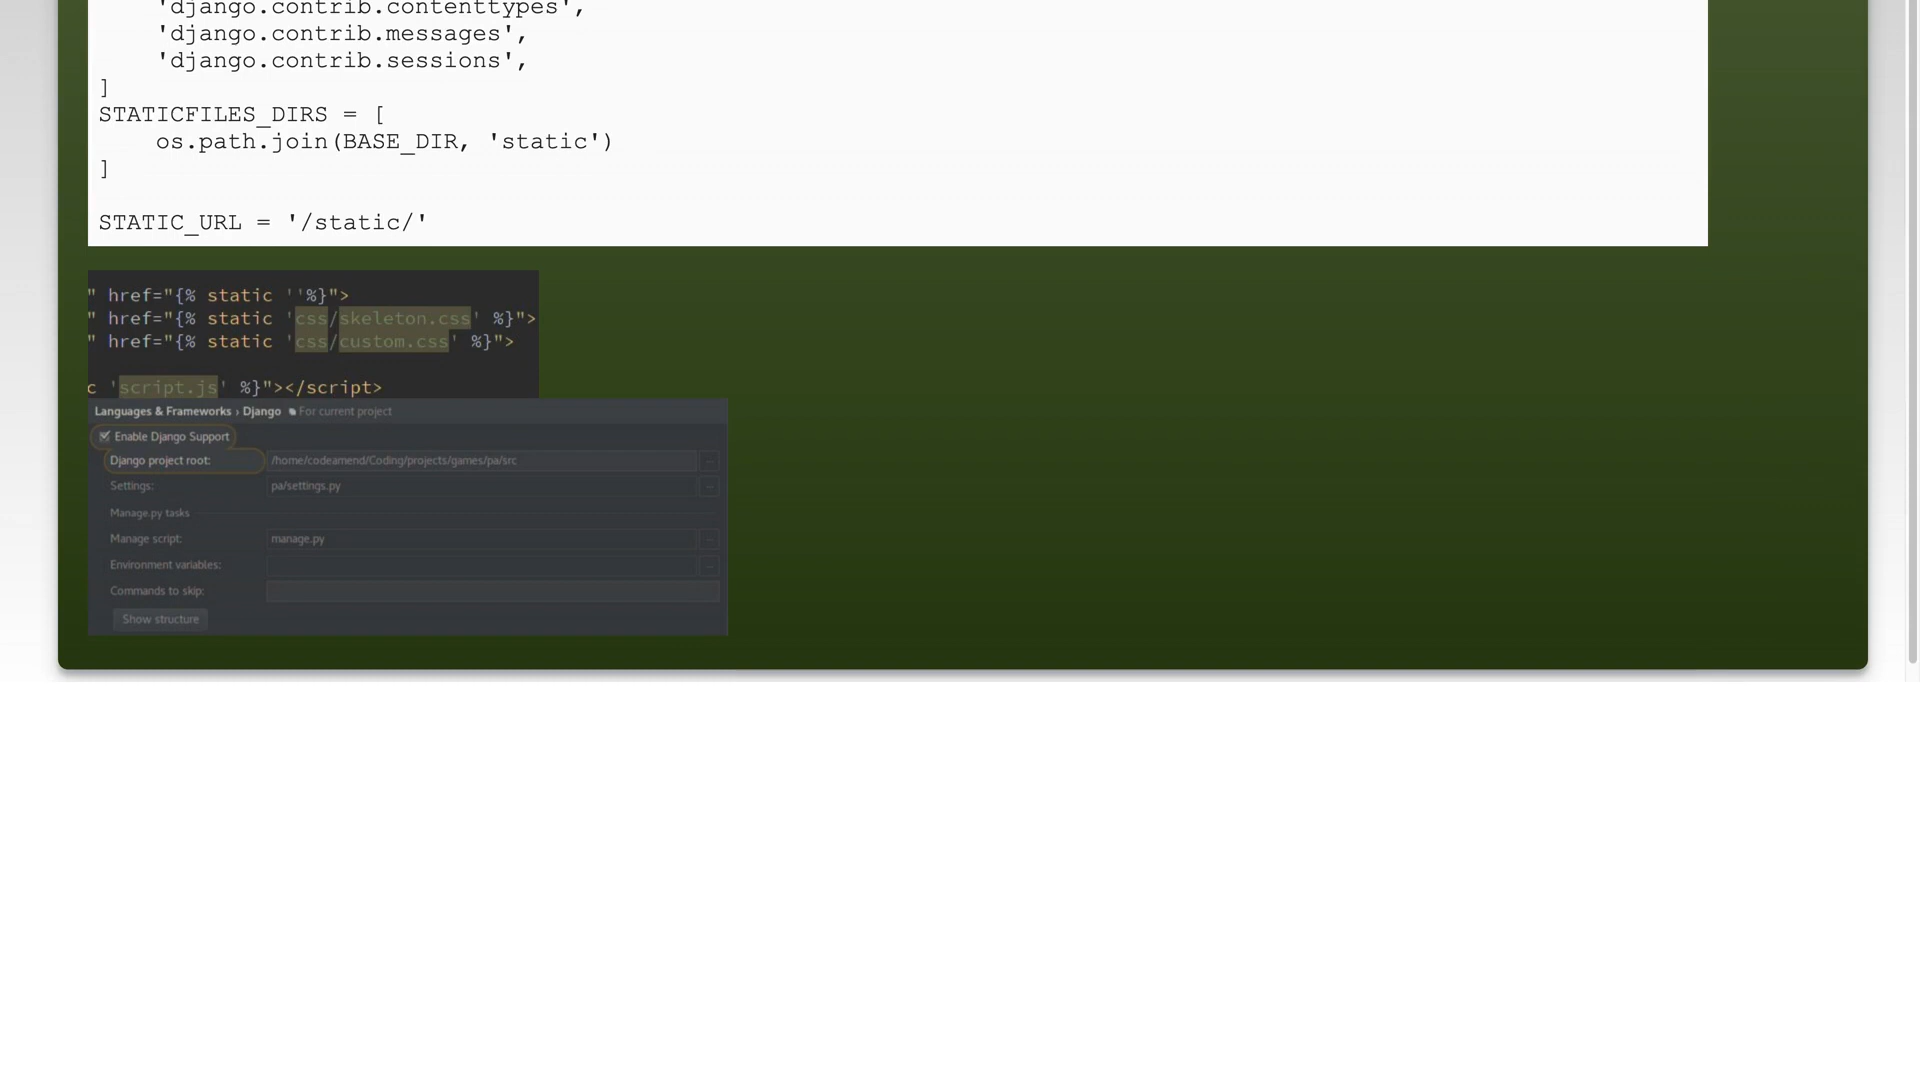 'django.contrib.contenttypes',
'django.contrib.messages',
'django.contrib.sessions',
]
STATICFILES_DIRS = [
os.path.join(BASE_DIR, 'static')
]
STATIC_URL = '/static/'
" href="{% static ''%}">
" href="{% static 'css/skeleton.css' %}">
" href="{% static 'css/custom.css' %}">
c 'script.js' %}"></script>
Languages & Frameworks › Django For current project
Enable Django Support
Django project root: /home/codeamend/Coding/projects/games/pa/src ...
Settings: pa/settings.py ...
Manage.py tasks
Manage script: manage.py ...
Environment variables: ...
Commands to skip:
Show structure